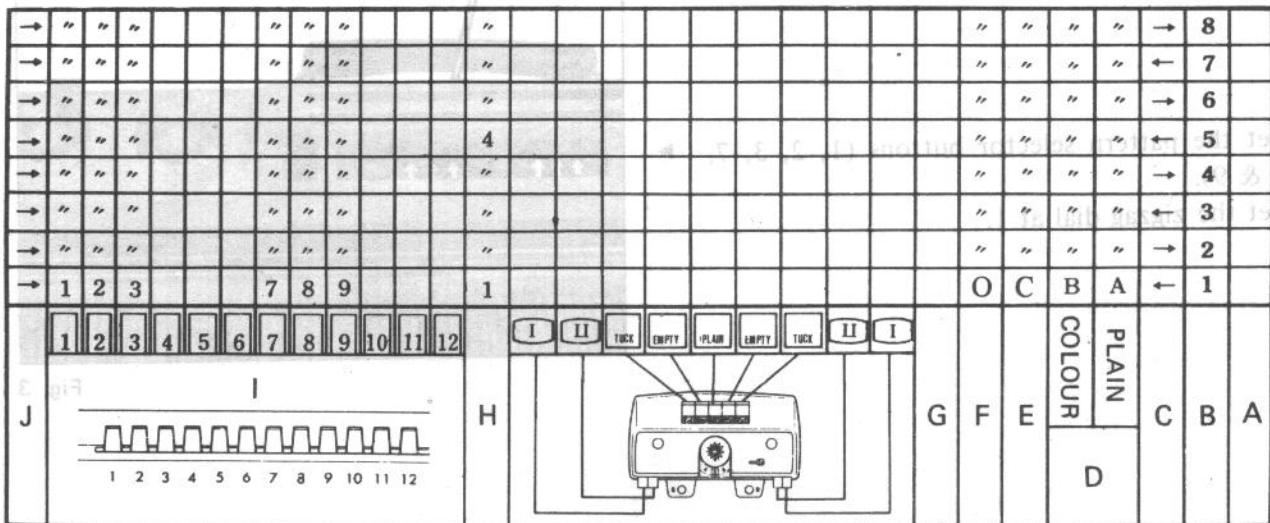 → 〃 〃 〃 〃 〃 〃 〃 〃 〃 〃 〃 → 8
→ 〃 〃 〃 〃 〃 〃 〃 〃 〃 〃 〃 ← 7
→ 〃 〃 〃 〃 〃 〃 〃 〃 〃 〃 〃 → 6
→ 〃 〃 〃 〃 〃 〃 4 〃 〃 〃 〃 ← 5
→ 〃 〃 〃 〃 〃 〃 〃 〃 〃 〃 〃 → 4
→ 〃 〃 〃 〃 〃 〃 〃 〃 〃 〃 〃 ← 3
→ 〃 〃 〃 〃 〃 〃 〃 〃 〃 〃 〃 → 2
→ 1 2 3 7 8 9 1 O C B A ← 1
1 2 3 4 5 6 7 8 9 10 11 12 I II TUCK EMPTY PLAIN EMPTY TUCK II I
COLOUR PLAIN
J I H G F E D C B A
1 2 3 4 5 6 7 8 9 10 11 12